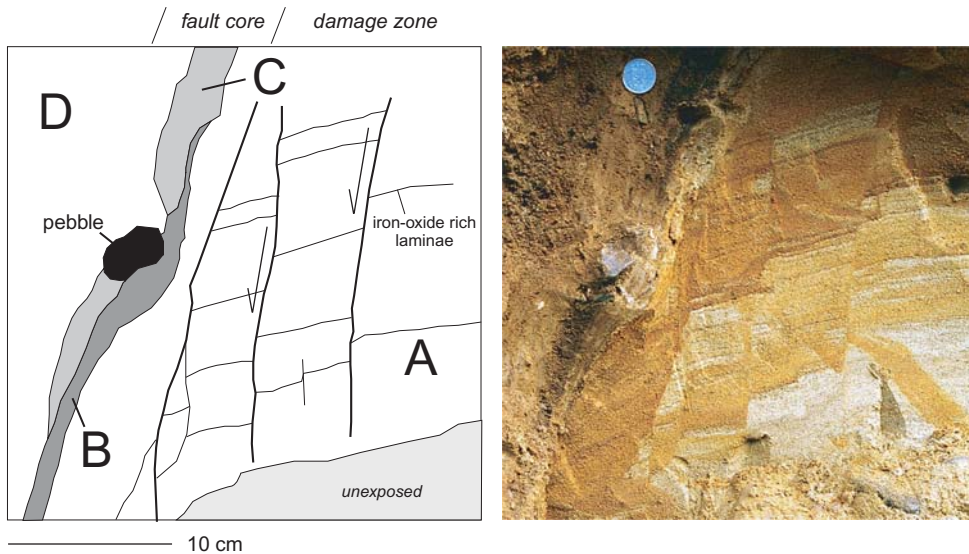 fault core
damage zone
C
D
pebble
iron-oxide rich
laminae
A
B
unexposed
10 cm